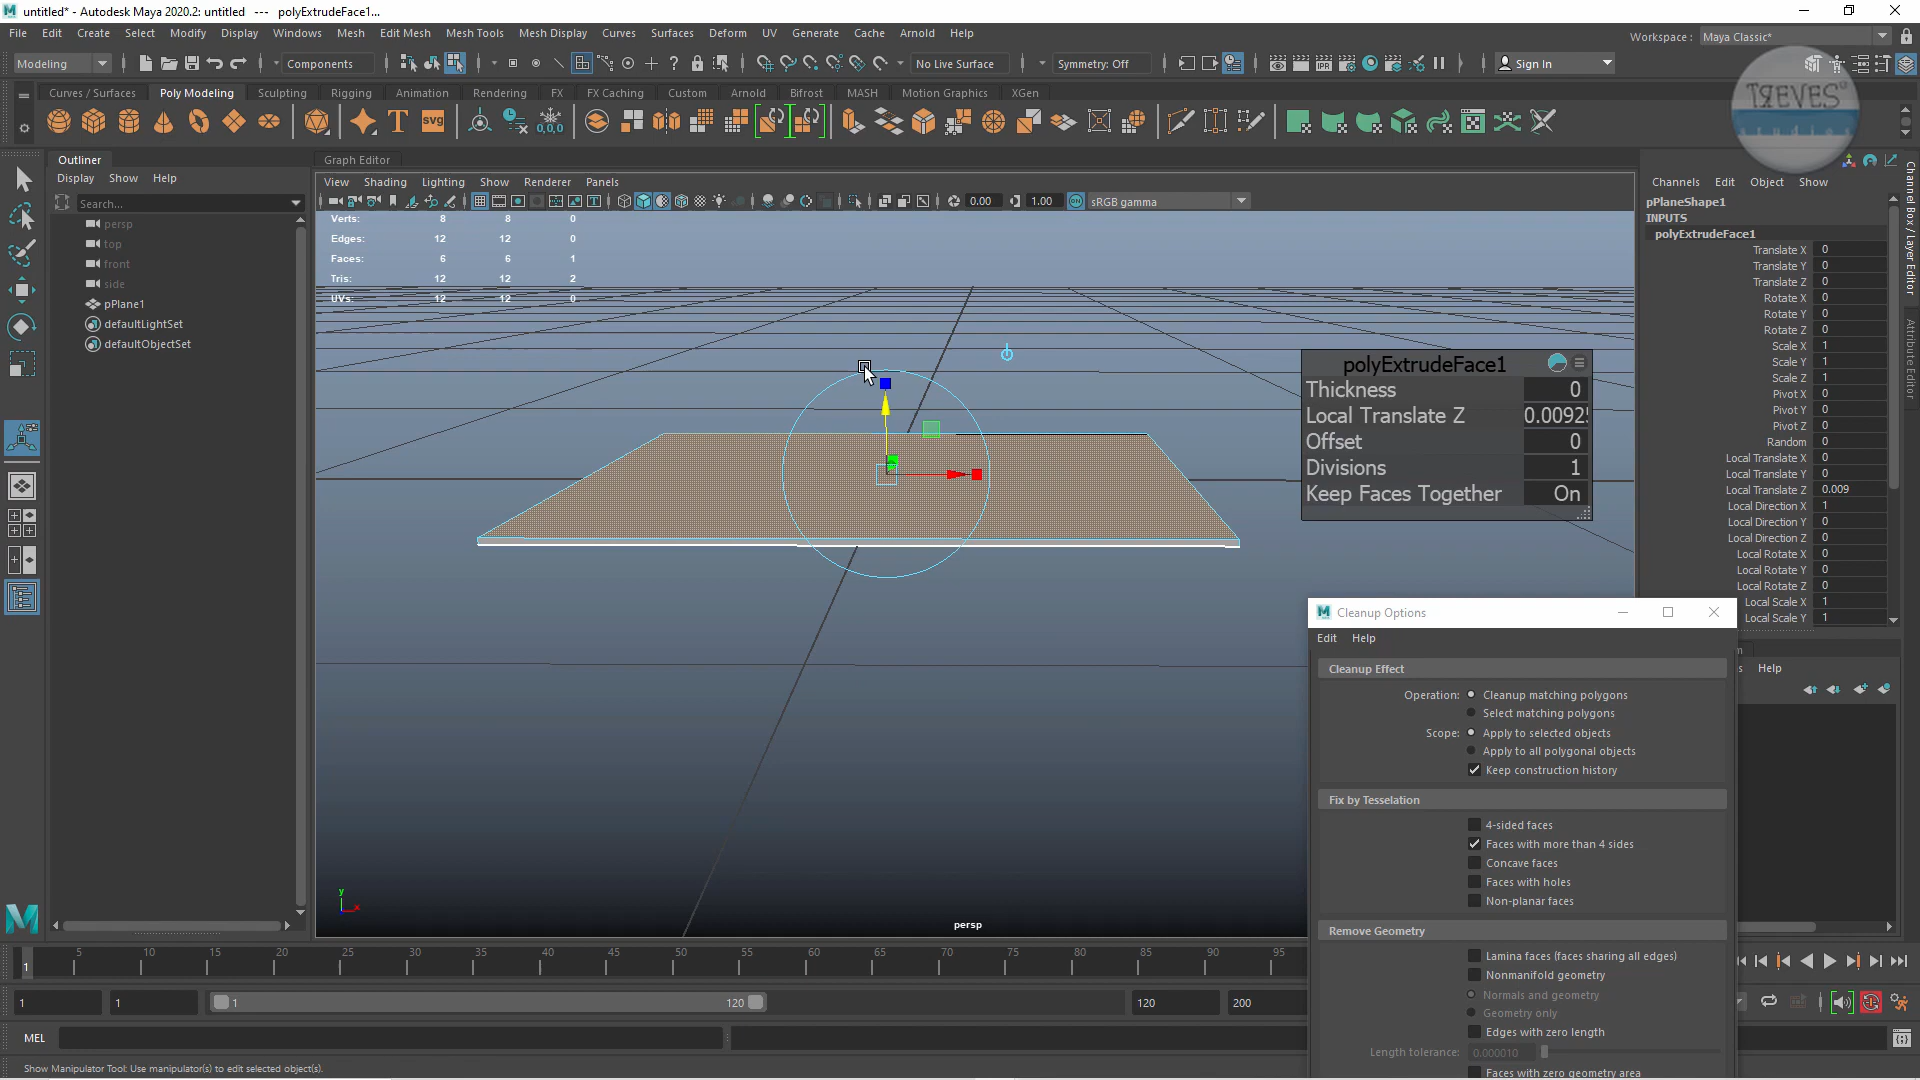 untitled* - Autodesk Maya 2020.2: untitled --- polyExtrudeFace1...
File Edit Create Select Modify Display Windows Mesh Edit Mesh Mesh Tools Mesh Display Curves Surfaces Deform UV Generate Cache Arnold Help
Workspace : Maya Classic*
Modeling Components No Live Surface Symmetry: Off Sign In
Curves / Surfaces Poly Modeling Sculpting Rigging Animation Rendering FX FX Caching Custom Arnold Bifrost MASH Motion Graphics XGen
SVG
0,0,0
TZEVES
studios
Outliner
Display Show Help
Search...
persp
top
front
side
pPlane1
defaultLightSet
defaultObjectSet
Graph Editor
View Shading Lighting Show Renderer Panels
0.00 1.00 sRGB gamma
Verts: 8 8 0
Edges: 12 12 0
Faces: 6 6 1
Tris: 12 12 2
UVs: 12 12 0
polyExtrudeFace1
Thickness 0
Local Translate Z 0.0092
Offset 0
Divisions 1
Keep Faces Together On
y
x
persp
Channels Edit Object Show
pPlaneShape1
INPUTS
polyExtrudeFace1
Translate X 0
Translate Y 0
Translate Z 0
Rotate X 0
Rotate Y 0
Rotate Z 0
Scale X 1
Scale Y 1
Scale Z 1
Pivot X 0
Pivot Y 0
Pivot Z 0
Random 0
Local Translate X 0
Local Translate Y 0
Local Translate Z 0.009
Local Direction X 1
Local Direction Y 0
Local Direction Z 0
Local Rotate X 0
Local Rotate Y 0
Local Rotate Z 0
Local Scale X 1
Local Scale Y 1
Channel Box / Layer Editor
Attribute Editor
s Help
Cleanup Options
Edit Help
Cleanup Effect
Operation: Cleanup matching polygons
Select matching polygons
Scope: Apply to selected objects
Apply to all polygonal objects
Keep construction history
Fix by Tesselation
4-sided faces
Faces with more than 4 sides
Concave faces
Faces with holes
Non-planar faces
Remove Geometry
Lamina faces (faces sharing all edges)
Nonmanifold geometry
Normals and geometry
Geometry only
Edges with zero length
Length tolerance: 0.000010
Faces with zero geometry area
1 5 10 15 20 25 30 35 40 45 50 55 60 65 70 75 80 85 90 95
1 1 1 120 120 200
MEL
Show Manipulator Tool: Use manipulator(s) to edit selected object(s).